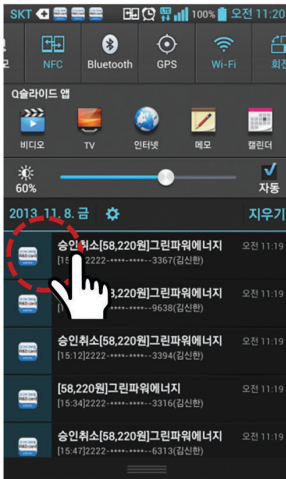 SKT 100% 오전 11:20
모 NFC Bluetooth GPS Wi-Fi 회전
Q슬라이드 앱
비디오 TV 인터넷 메모 캘린더
60% 자동
2013. 11. 8. 금 지우기
승인취소[58,220원]그린파워에너지 오전 11:19
[15 2222-****-****--3367(김신한)
3,220원]그린파워에너지 오전 11:19
****-****--9638(김신한)
승인취소[58,220원]그린파워에너지 오전 11:19
[15:12]2222-****-****--3394(김신한)
[58,220원]그린파워에너지 오전 11:19
[15:34]2222-****-****--3316(김신한)
승인취소[58,220원]그린파워에너지 오전 11:19
[15:47]2222-****-****--6313(김신한)